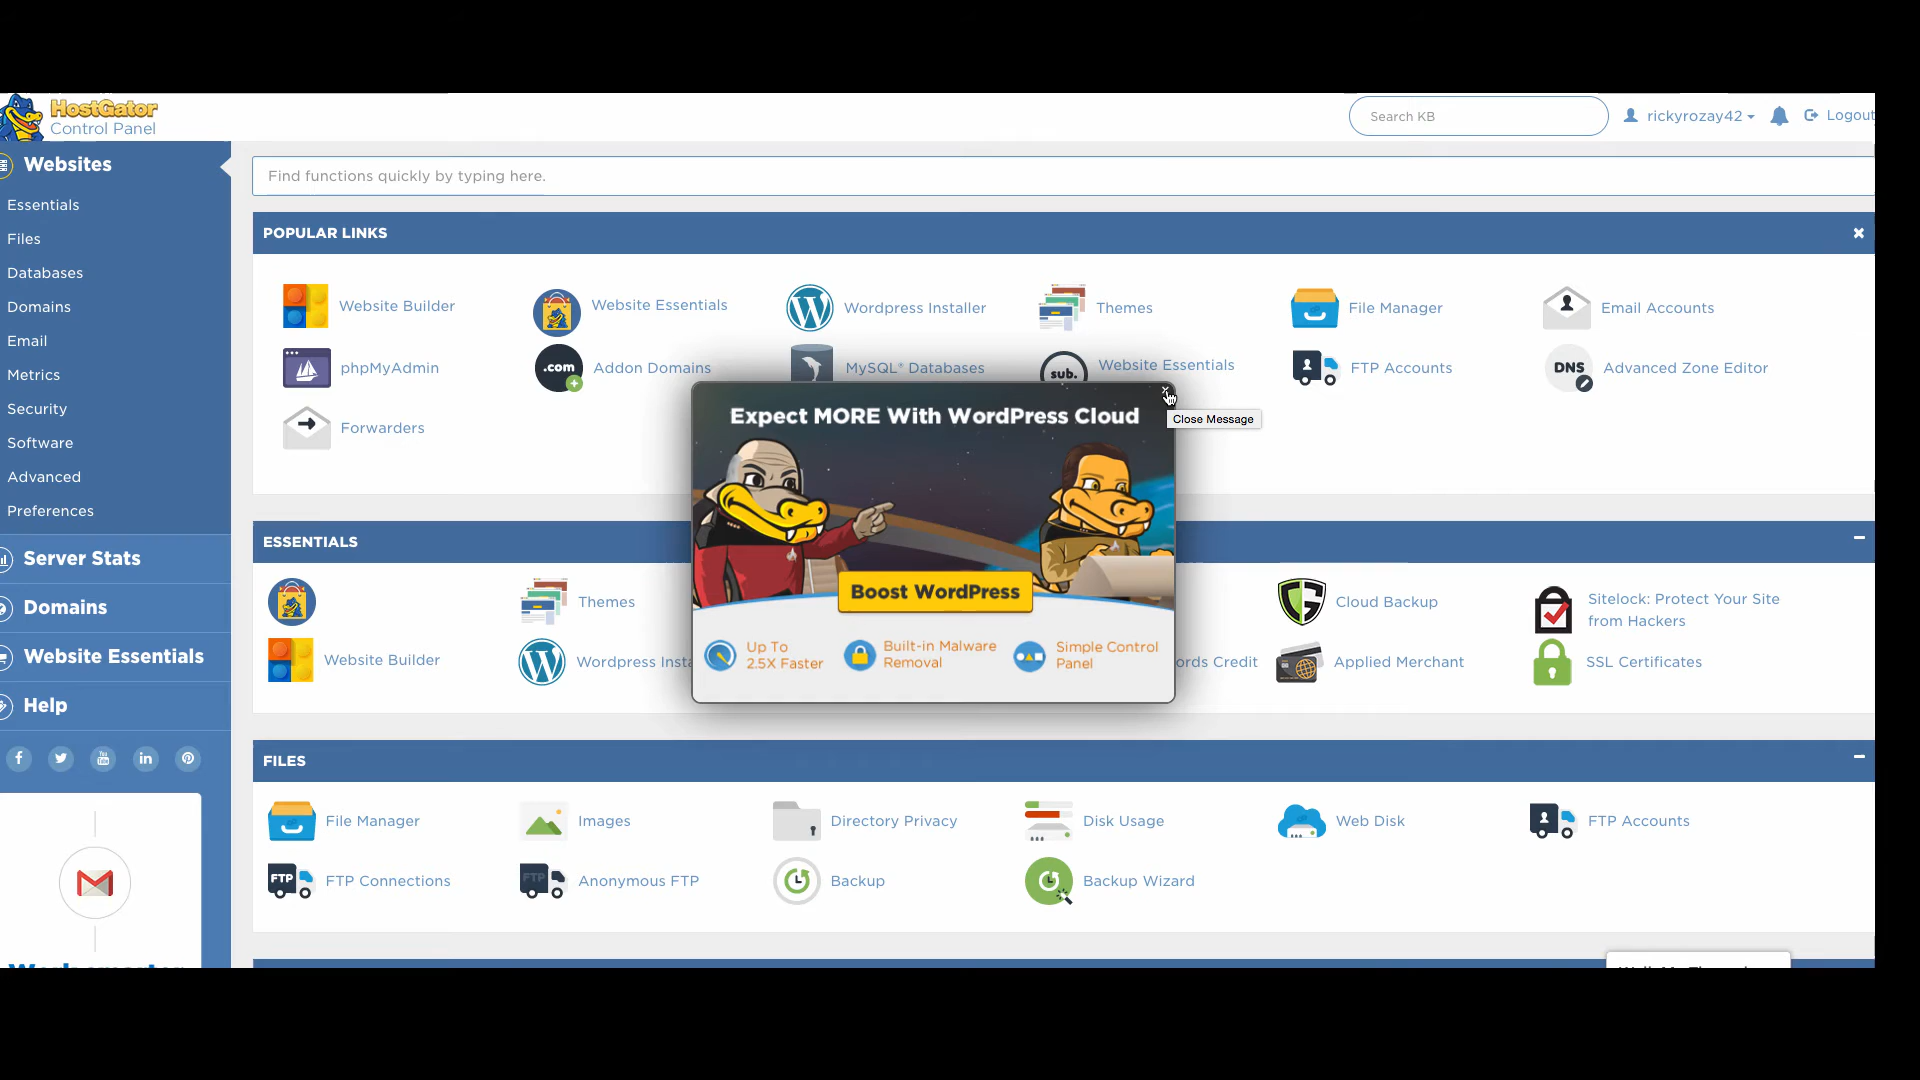 HostGator
Control Panel
Search KB
rickyrozay42
Logout
Websites
Find functions quickly by typing here.
Essentials
Files
Databases
Domains
Email
Metrics
Security
Software
Advanced
Preferences
Server Stats
Domains
Website Essentials
Help
f
You Tube
in
POPULAR LINKS
Website Builder
Website Essentials
Wordpress Installer
Themes
File Manager
Email Accounts
phpMyAdmin
.com
Addon Domains
MySQL® Databases
sub.
Website Essentials
FTP Accounts
DNS
Advanced Zone Editor
Forwarders
Expect MORE With WordPress Cloud
Close Message
Boost WordPress
Up To
2.5X Faster
Built-in Malware
Removal
Simple Control
Panel
ESSENTIALS
Themes
Cloud Backup
Sitelock: Protect Your Site
from Hackers
Website Builder
Wordpress Insta
ords Credit
Applied Merchant
SSL Certificates
FILES
File Manager
Images
Directory Privacy
Disk Usage
Web Disk
FTP Accounts
FTP
FTP Connections
FTP
Anonymous FTP
Backup
Backup Wizard